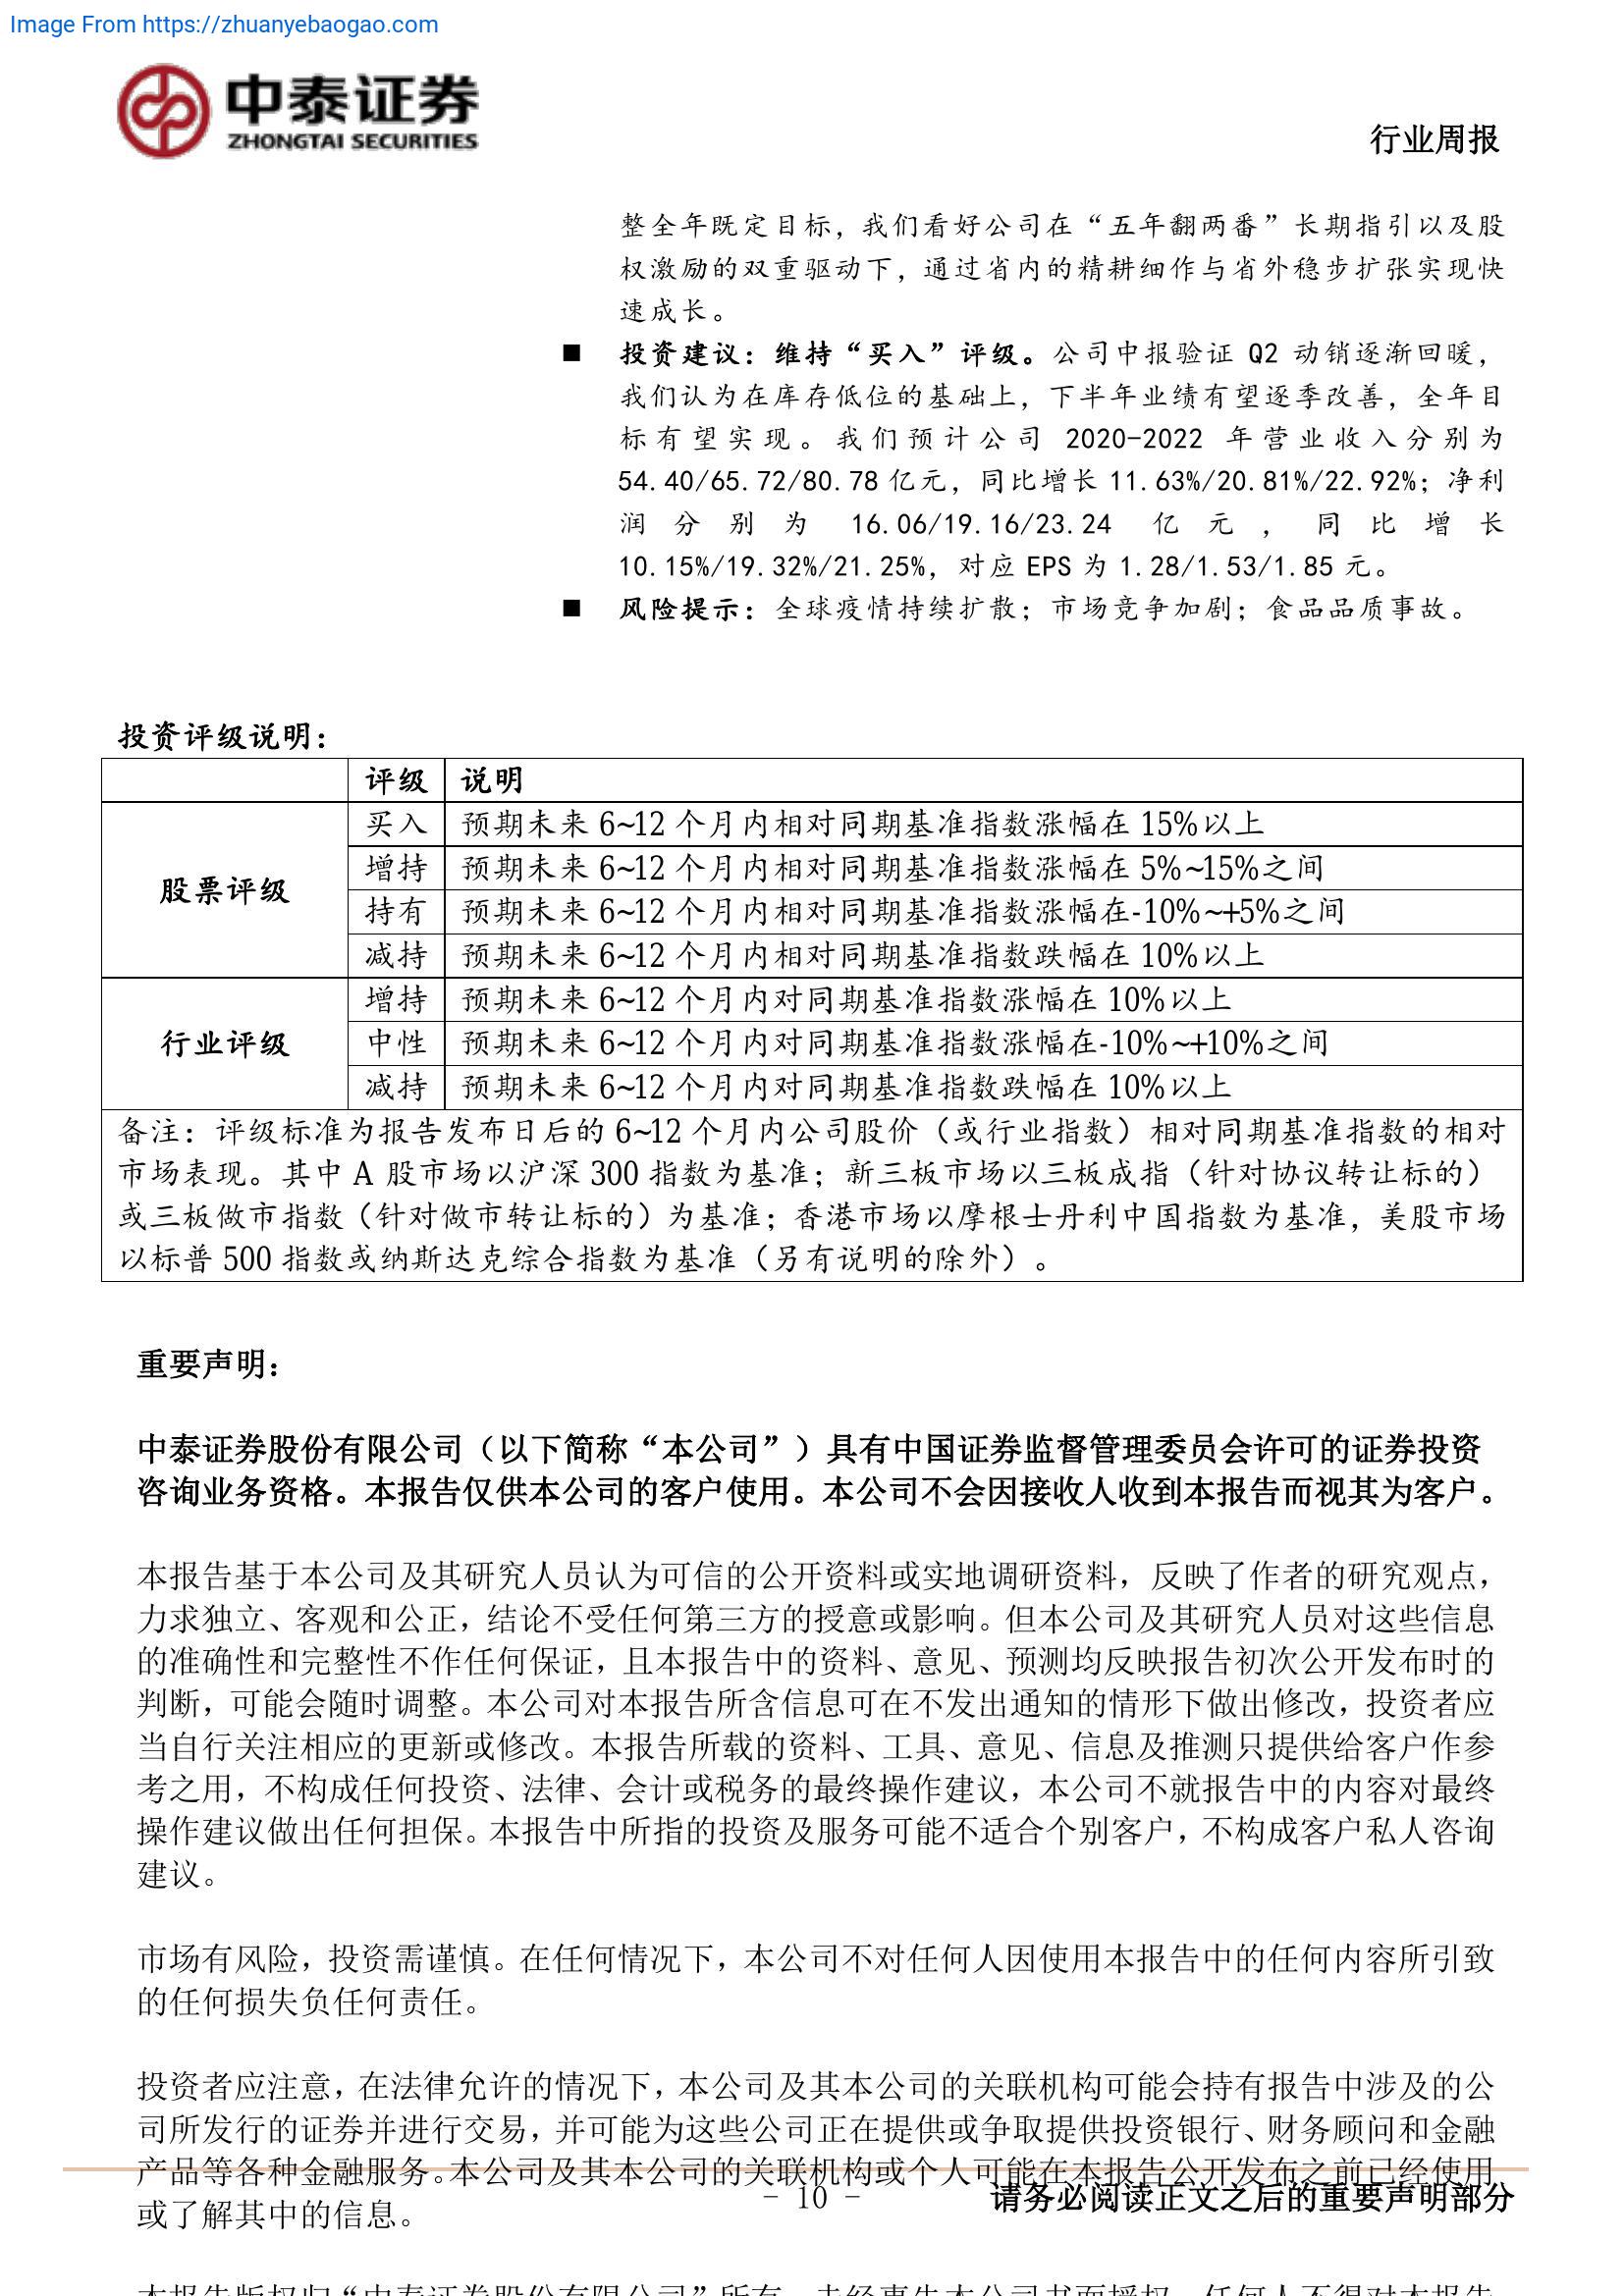 Image From https://zhuanyebaogao.com
中泰证券
ZHONGTAI SECURITIES
行业周报
整全年既定目标，我们看好公司在“五年翻两番”长期指引以及股
权激励的双重驱动下，通过省内的精耕细作与省外稳步扩张实现快
速成长。
■ 投资建议：维持“买入”评级。公司中报验证 Q2 动销逐渐回暖，
我们认为在库存低位的基础上，下半年业绩有望逐季改善，全年目
标有望实现。我们预计公司 2020-2022 年营业收入分别为
54.40/65.72/80.78 亿元，同比增长 11.63%/20.81%/22.92%；净利
润分别为 16.06/19.16/23.24 亿元，同比增长
10.15%/19.32%/21.25%，对应 EPS 为 1.28/1.53/1.85 元。
■ 风险提示：全球疫情持续扩散；市场竞争加剧；食品品质事故。
投资评级说明：
评级 说明
股票评级
买入 预期未来 6~12 个月内相对同期基准指数涨幅在 15%以上
增持 预期未来 6~12 个月内相对同期基准指数涨幅在 5%~15%之间
持有 预期未来 6~12 个月内相对同期基准指数涨幅在-10%~+5%之间
减持 预期未来 6~12 个月内相对同期基准指数跌幅在 10%以上
行业评级
增持 预期未来 6~12 个月内对同期基准指数涨幅在 10%以上
中性 预期未来 6~12 个月内对同期基准指数涨幅在-10%~+10%之间
减持 预期未来 6~12 个月内对同期基准指数跌幅在 10%以上
备注：评级标准为报告发布日后的 6~12 个月内公司股价（或行业指数）相对同期基准指数的相对
市场表现。其中 A 股市场以沪深 300 指数为基准；新三板市场以三板成指（针对协议转让标的）
或三板做市指数（针对做市转让标的）为基准；香港市场以摩根士丹利中国指数为基准，美股市场
以标普 500 指数或纳斯达克综合指数为基准（另有说明的除外）。
重要声明：
中泰证券股份有限公司（以下简称“本公司”）具有中国证券监督管理委员会许可的证券投资
咨询业务资格。本报告仅供本公司的客户使用。本公司不会因接收人收到本报告而视其为客户。
本报告基于本公司及其研究人员认为可信的公开资料或实地调研资料，反映了作者的研究观点，
力求独立、客观和公正，结论不受任何第三方的授意或影响。但本公司及其研究人员对这些信息
的准确性和完整性不作任何保证，且本报告中的资料、意见、预测均反映报告初次公开发布时的
判断，可能会随时调整。本公司对本报告所含信息可在不发出通知的情形下做出修改，投资者应
当自行关注相应的更新或修改。本报告所载的资料、工具、意见、信息及推测只提供给客户作参
考之用，不构成任何投资、法律、会计或税务的最终操作建议，本公司不就报告中的内容对最终
操作建议做出任何担保。本报告中所指的投资及服务可能不适合个别客户，不构成客户私人咨询
建议。
市场有风险，投资需谨慎。在任何情况下，本公司不对任何人因使用本报告中的任何内容所引致
的任何损失负任何责任。
投资者应注意，在法律允许的情况下，本公司及其本公司的关联机构可能会持有报告中涉及的公
司所发行的证券并进行交易，并可能为这些公司正在提供或争取提供投资银行、财务顾问和金融
产品等各种金融服务。本公司及其本公司的关联机构或个人可能在本报告公开发布之前已经使用
或了解其中的信息。
- 10 -
请务必阅读正文之后的重要声明部分